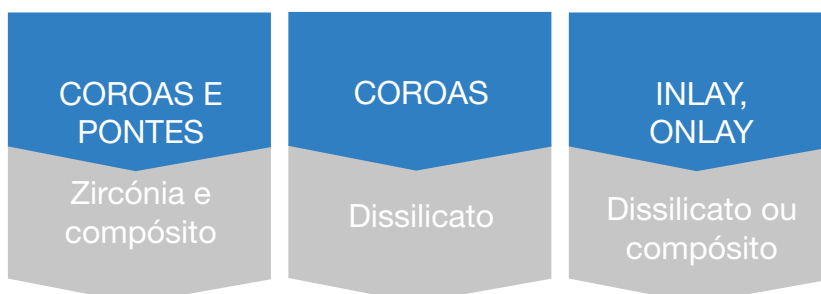 COROAS E
PONTES
Zircónia e
compósito
COROAS
Dissilicato
INLAY,
ONLAY
Dissilicato ou
compósito